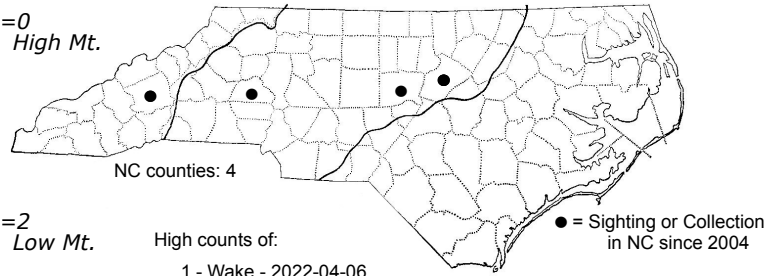 =0
High Mt.
NC counties: 4
=2
Low Mt.
High counts of:
1 - Wake - 2022-04-06
● = Sighting or Collection
in NC since 2004